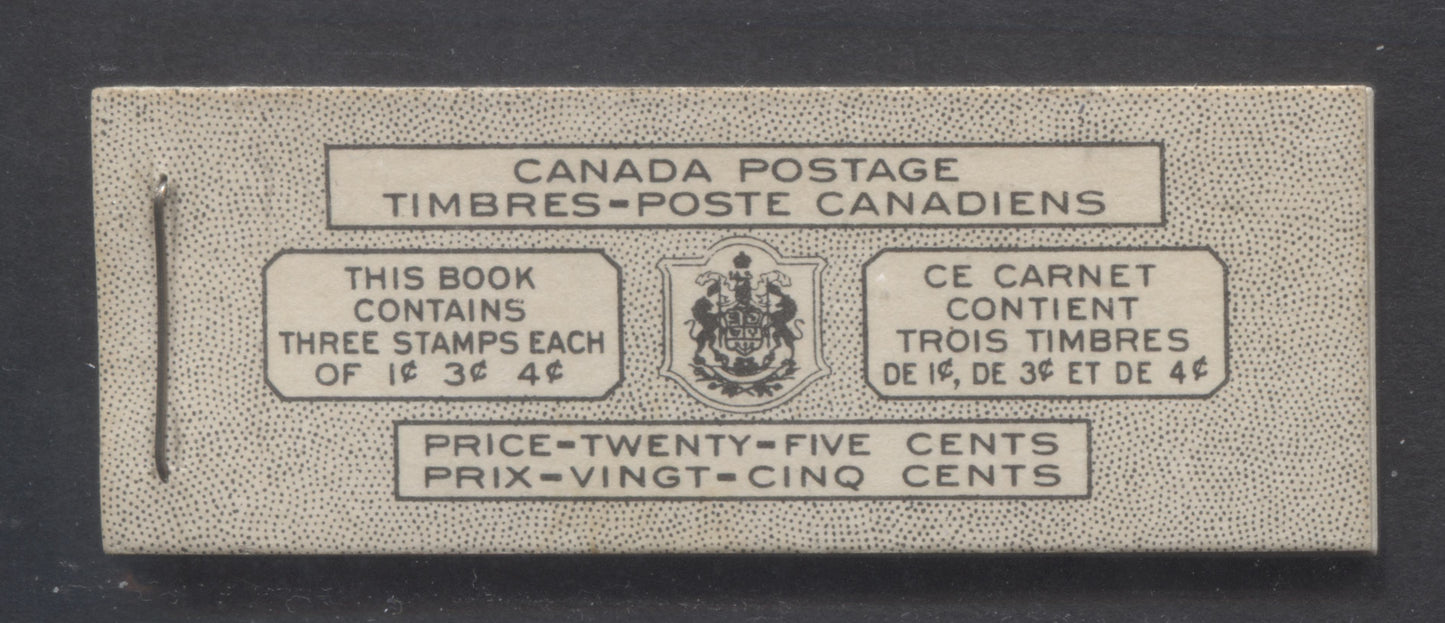 CANADA POSTAGE
TIMBRES-POSTE CANADIENS
THIS BOOK
CONTAINS
THREE STAMPS EACH
OF 1¢ 3¢ 4¢
CE CARNET
CONTIENT
TROIS TIMBRES
DE 1¢, DE 3¢ ET DE 4¢
PRICE-TWENTY-FIVE CENTS
PRIX-VINGT-CINQ CENTS